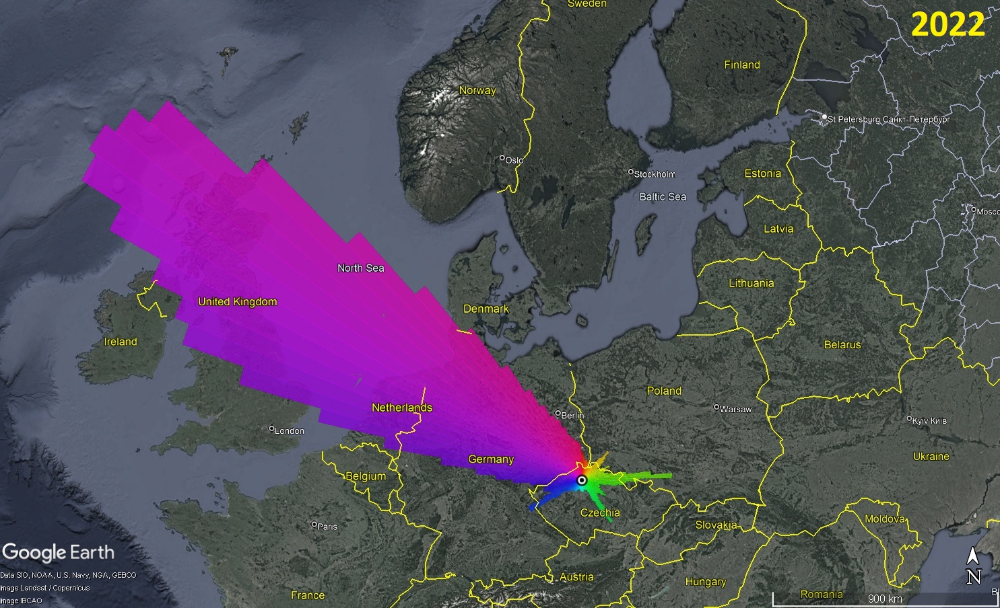 Sweden
2022
Finland
Norway
St Petersburg Санкт-Петербург
Oslo
Estonia
Stockholm
Baltic Sea
Mosco
Latvia
North Sea
Lithuania
United Kingdom
Denmark
Ireland
Belarus
Poland
Netherlands
Warsaw
Berlin
Kyiv Київ
London
Ukraine
Germany
Belgium
Czechia
Moldova
Slovakia
Paris
Google Earth
N
Data SIO, NOAA, U.S. Navy, NGA, GEBCO
Austria
Hungary
Image Landsat / Copernicus
France
Romania
900 km
Image IBCAO